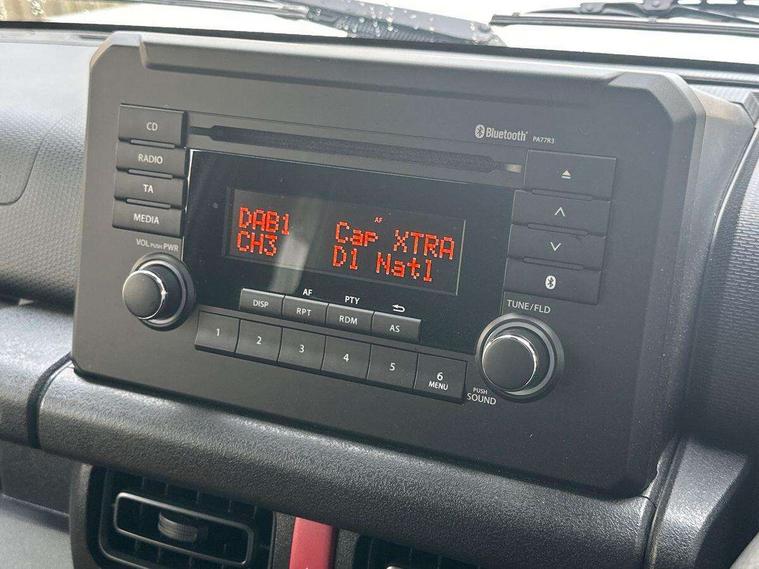 CD
Bluetooth® PA77R3
RADIO
TA
MEDIA
AF
DAB1 Cap XTRA
CH3 D1 Natl
VOL PUSH PWR
AF PTY
DISP RPT RDM AS
TUNE/FLD
1 2 3 4 5 6
MENU
PUSH
SOUND